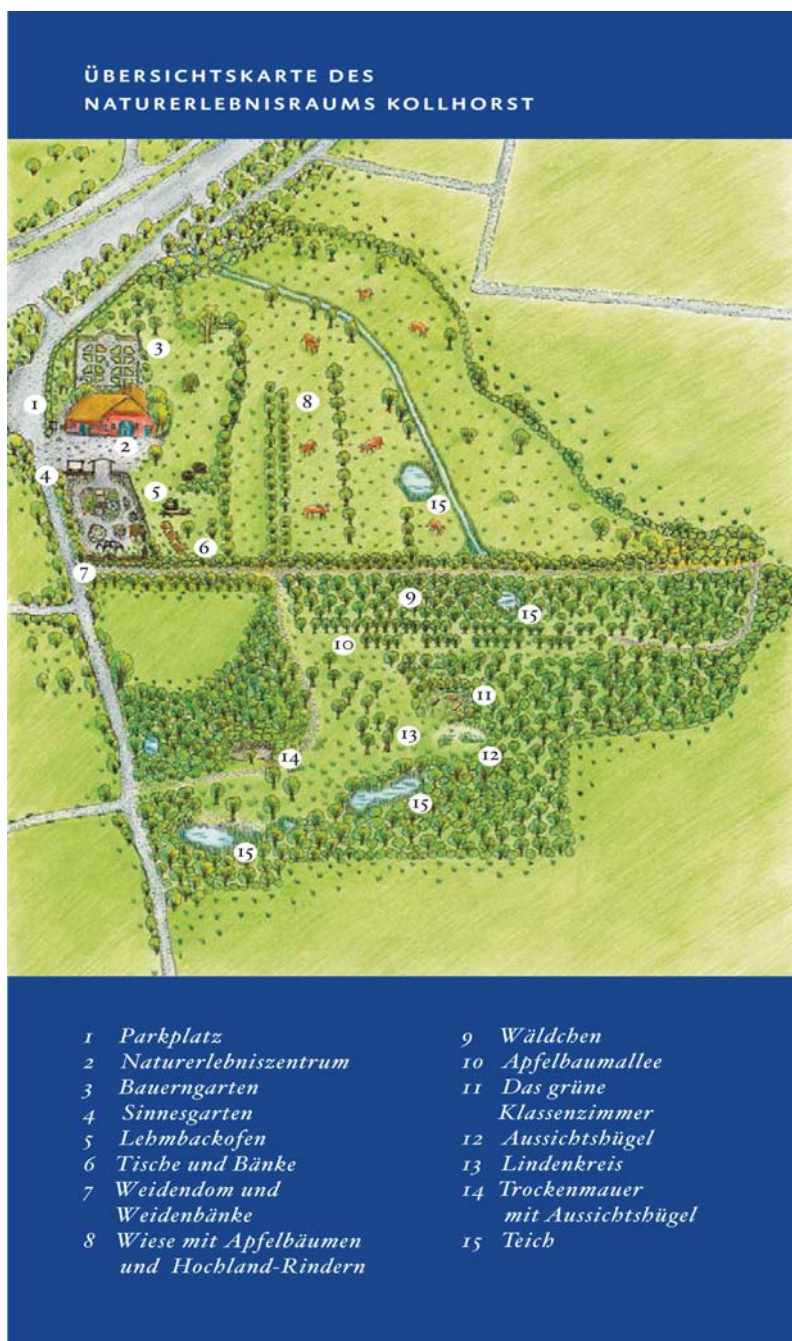 ÜBERSICHTSKARTE DES
NATURERLEBNISRAUMS KOLLHORST
3
1
8
2
4
5
15
6
7
9
15
10
11
13
12
14
15
15
1 Parkplatz
2 Naturerlebniszentrum
3 Bauerngarten
4 Sinnesgarten
5 Lehmbackofen
6 Tische und Bänke
7 Weidendom und
Weidenbänke
8 Wiese mit Apfelbäumen
und Hochland-Rindern
9 Wäldchen
10 Apfelbaumallee
11 Das grüne
Klassenzimmer
12 Aussichtshügel
13 Lindenkreis
14 Trockenmauer
mit Aussichtshügel
15 Teich